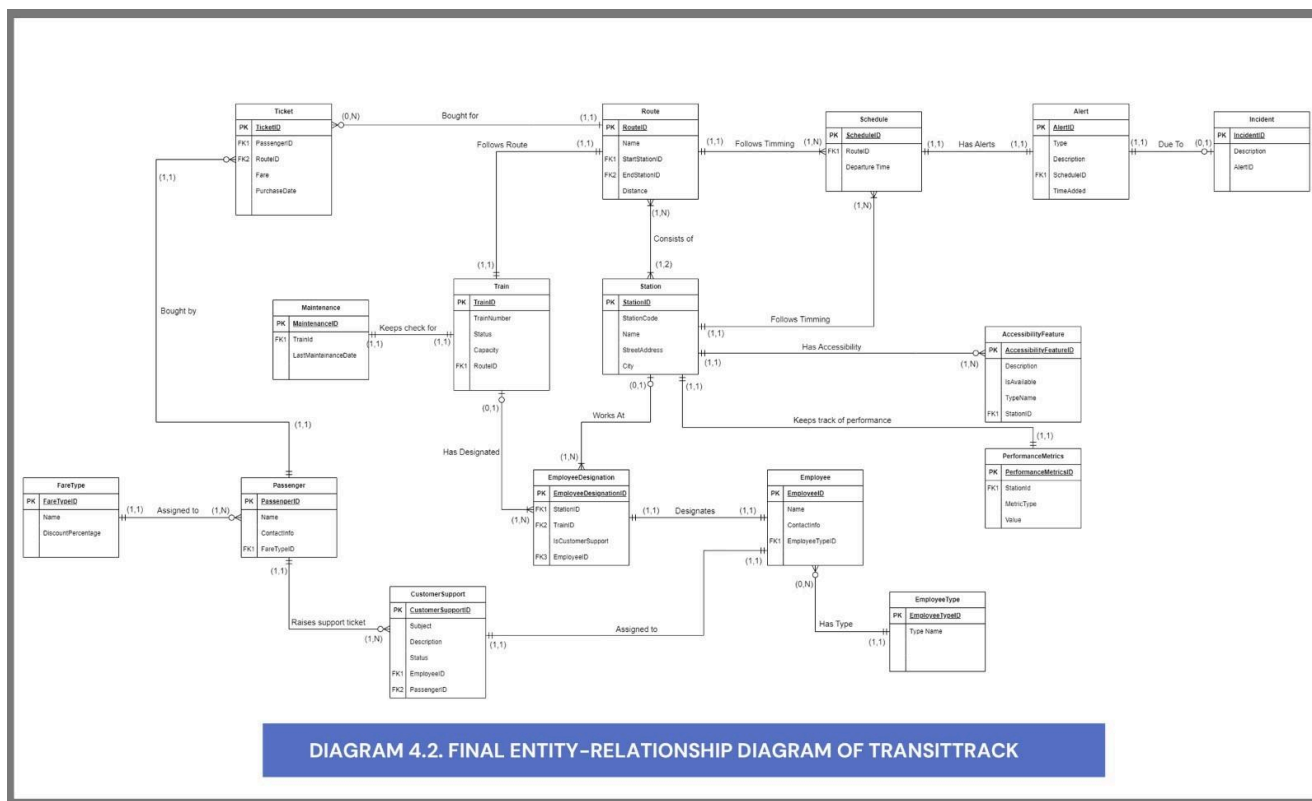 Ticket
PK TicketID
FK1 PassengerID
FK2 RouteID
Fare
PurchaseDate
(0,N)
Bought for
(1,1)
Route
PK RouteID
Name
FK1 StartStationID
FK2 EndStationID
Distance
(1,1)
Follows Timming
(1,N)
Schedule
PK ScheduleID
FK1 RouteID
Departure Time
(1,1)
Has Alerts
(1,1)
Alert
PK AlertID
Type
Description
FK1 ScheduleID
TimeAdded
(1,1)
Due To
(0,1)
Incident
PK IncidentID
Description
AlertID
Follows Route
(1,1)
(1,1)
(1,1)
(1,N)
Consists of
(1,2)
(1,N)
Bought by
(1,1)
Maintenance
PK MaintenanceID
FK1 TrainId
LastMaintainanceDate
Keeps check for
(1,1)
(1,1)
Train
PK TrainID
TrainNumber
Status
Capacity
FK1 RouteID
(0,1)
Station
PK StationID
StationCode
Name
StreetAddress
City
Follows Timming
(1,1)
Has Accessibility
(1,1)
(1,N)
AccessibilityFeature
PK AccessibilityFeatureID
Description
IsAvailable
TypeName
FK1 StationID
(0,1)
(1,1)
Works At
(1,N)
Keeps track of performance
(1,1)
PerformanceMetrics
PK PerformanceMetricsID
FK1 StationId
MetricType
Value
Has Designated
(1,N)
FareType
PK FareTypeID
Name
DiscountPercentage
(1,1)
Assigned to
(1,N)
Passenger
PK PassengerID
Name
ContactInfo
FK1 FareTypeID
(1,1)
EmployeeDesignation
PK EmployeeDesignationID
FK1 StationID
FK2 TrainID
IsCustomerSupport
FK3 EmployeeID
(1,1)
Designates
(1,1)
Employee
PK EmployeeID
Name
ContactInfo
FK1 EmployeeTypeID
(1,1)
(0,N)
Has Type
(1,1)
EmployeeType
PK EmployeeTypeID
Type Name
Raises support ticket
(1,N)
CustomerSupport
PK CustomerSupportID
Subject
Description
Status
FK1 EmployeeID
FK2 PassengerID
(1,1)
Assigned to
DIAGRAM 4.2. FINAL ENTITY-RELATIONSHIP DIAGRAM OF TRANSITTRACK